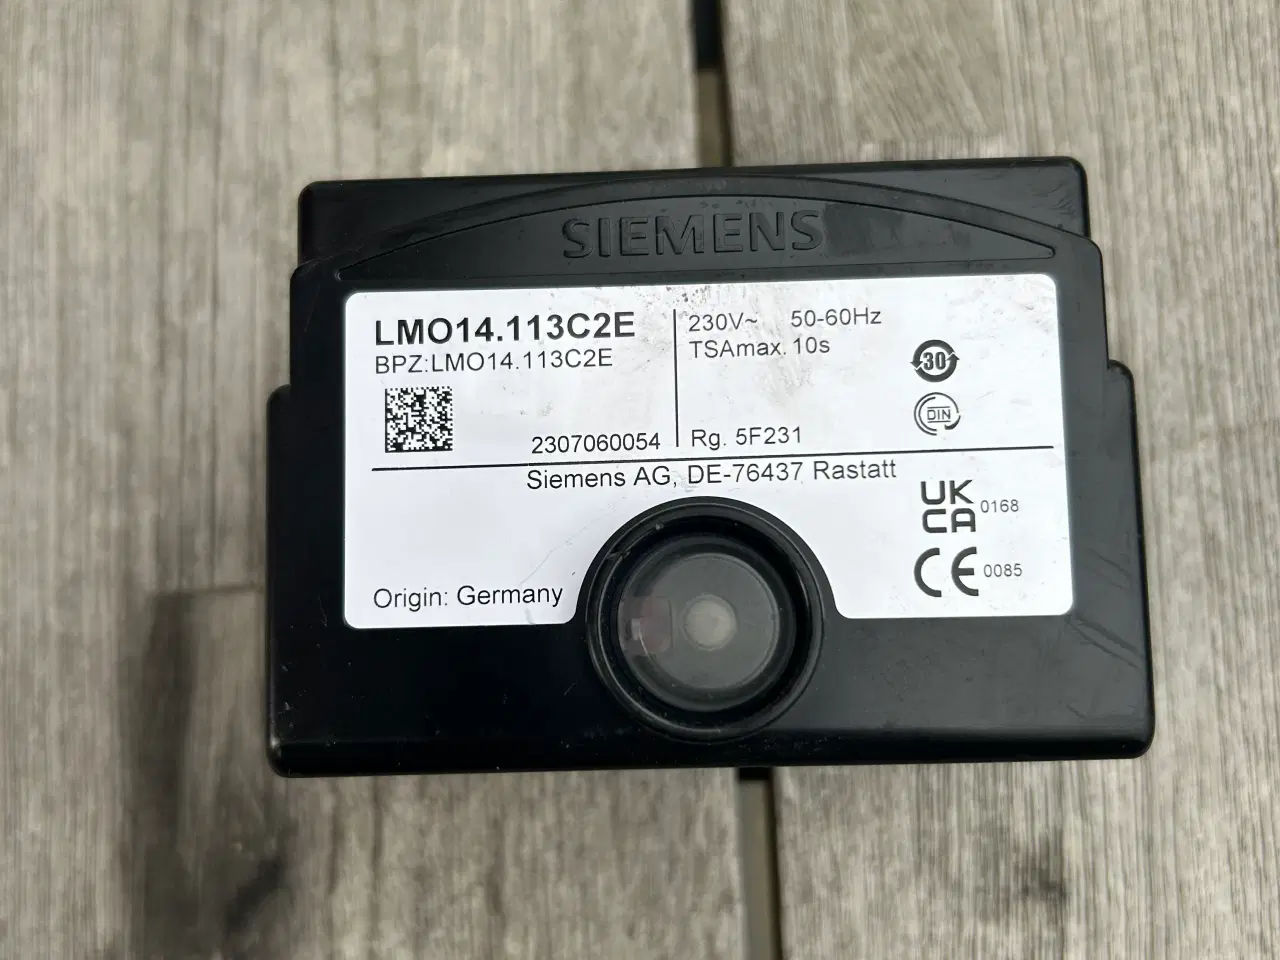 SIEMENS
LMO14.113C2E
BPZ:LMO14.113C2E
2307060054
230V~ 50-60Hz
TSAmax. 10s
30
DIN
Rg. 5F231
Siemens AG, DE-76437 Rastatt
UK
CA 0168
CE 0085
Origin: Germany